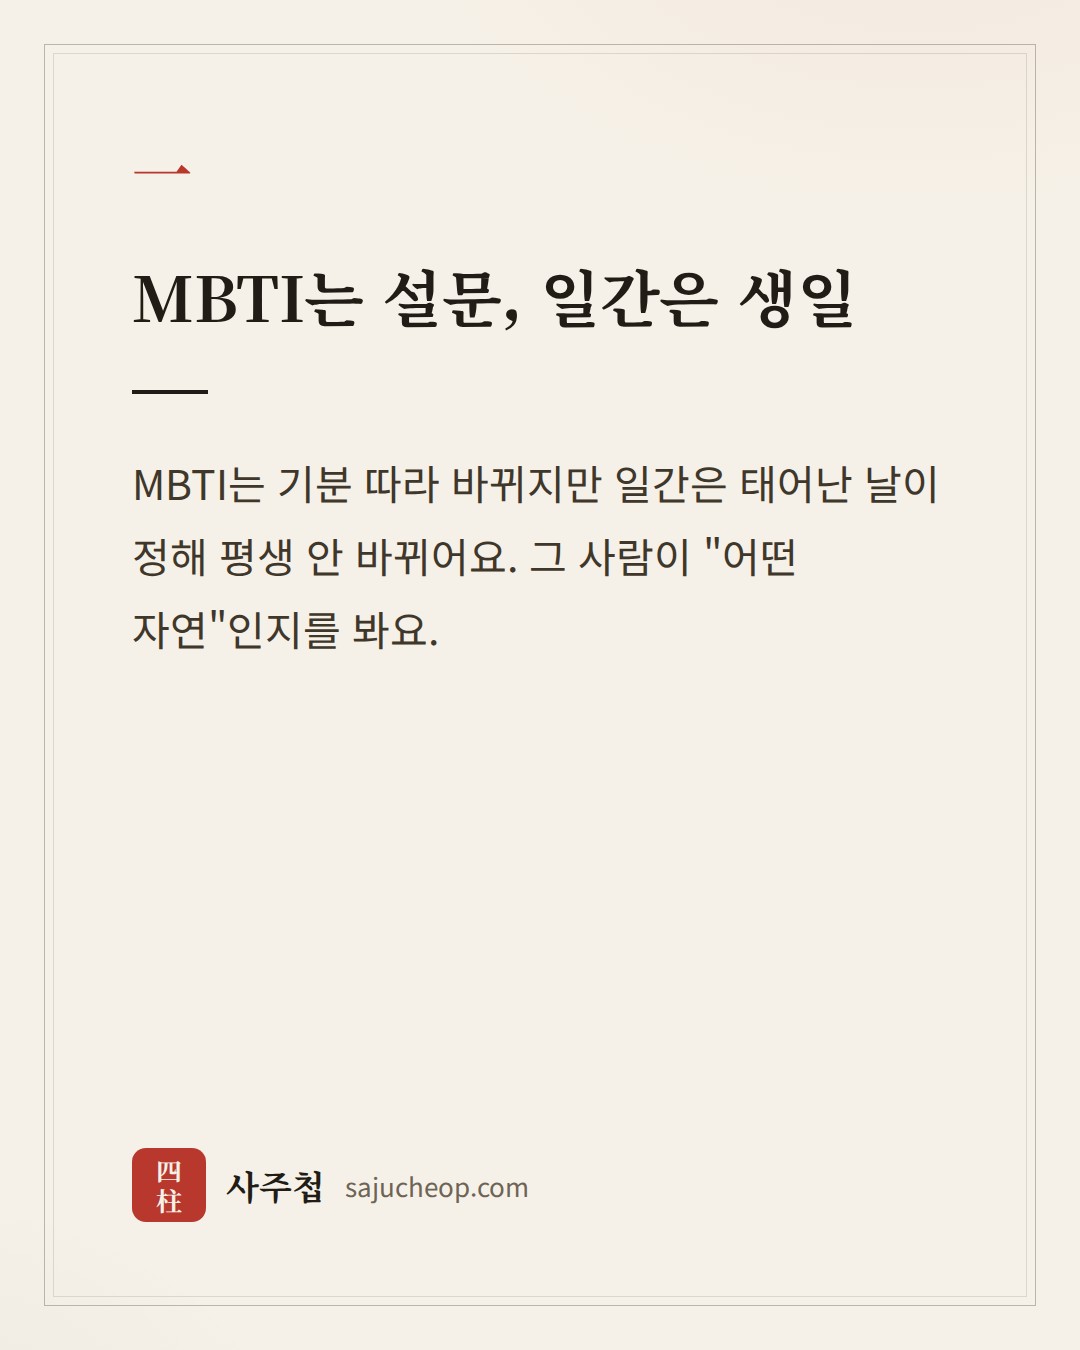 一
MBTI는 설문, 일간은 생일
MBTI는 기분 따라 바뀌지만 일간은 태어난 날이
정해 평생 안 바뀌어요. 그 사람이 "어떤
자연"인지를 봐요.
四
柱
사주첩 sajucheop.com